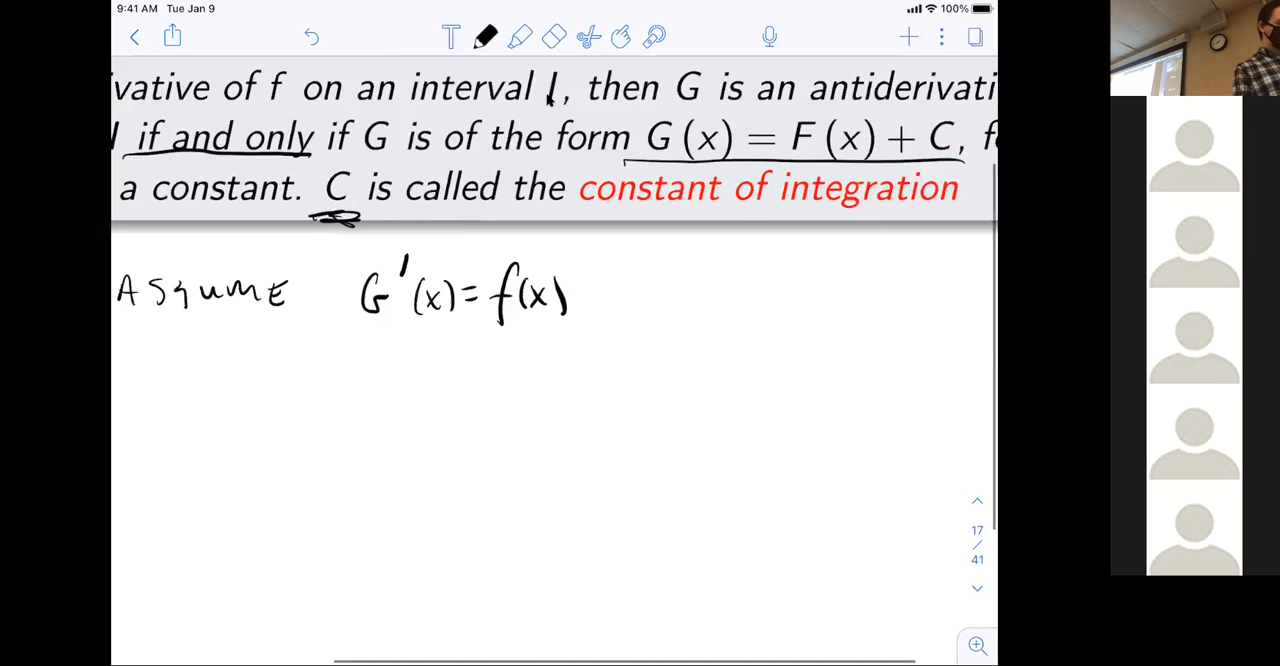 9:41 AM Tue Jan 9
100%
vative of f on an interval I, then G is an antiderivati
I if and only if G is of the form G (x) = F (x) + C, f
a constant. C is called the constant of integration
ASSUME G'(x) = f(x)
17
/
41